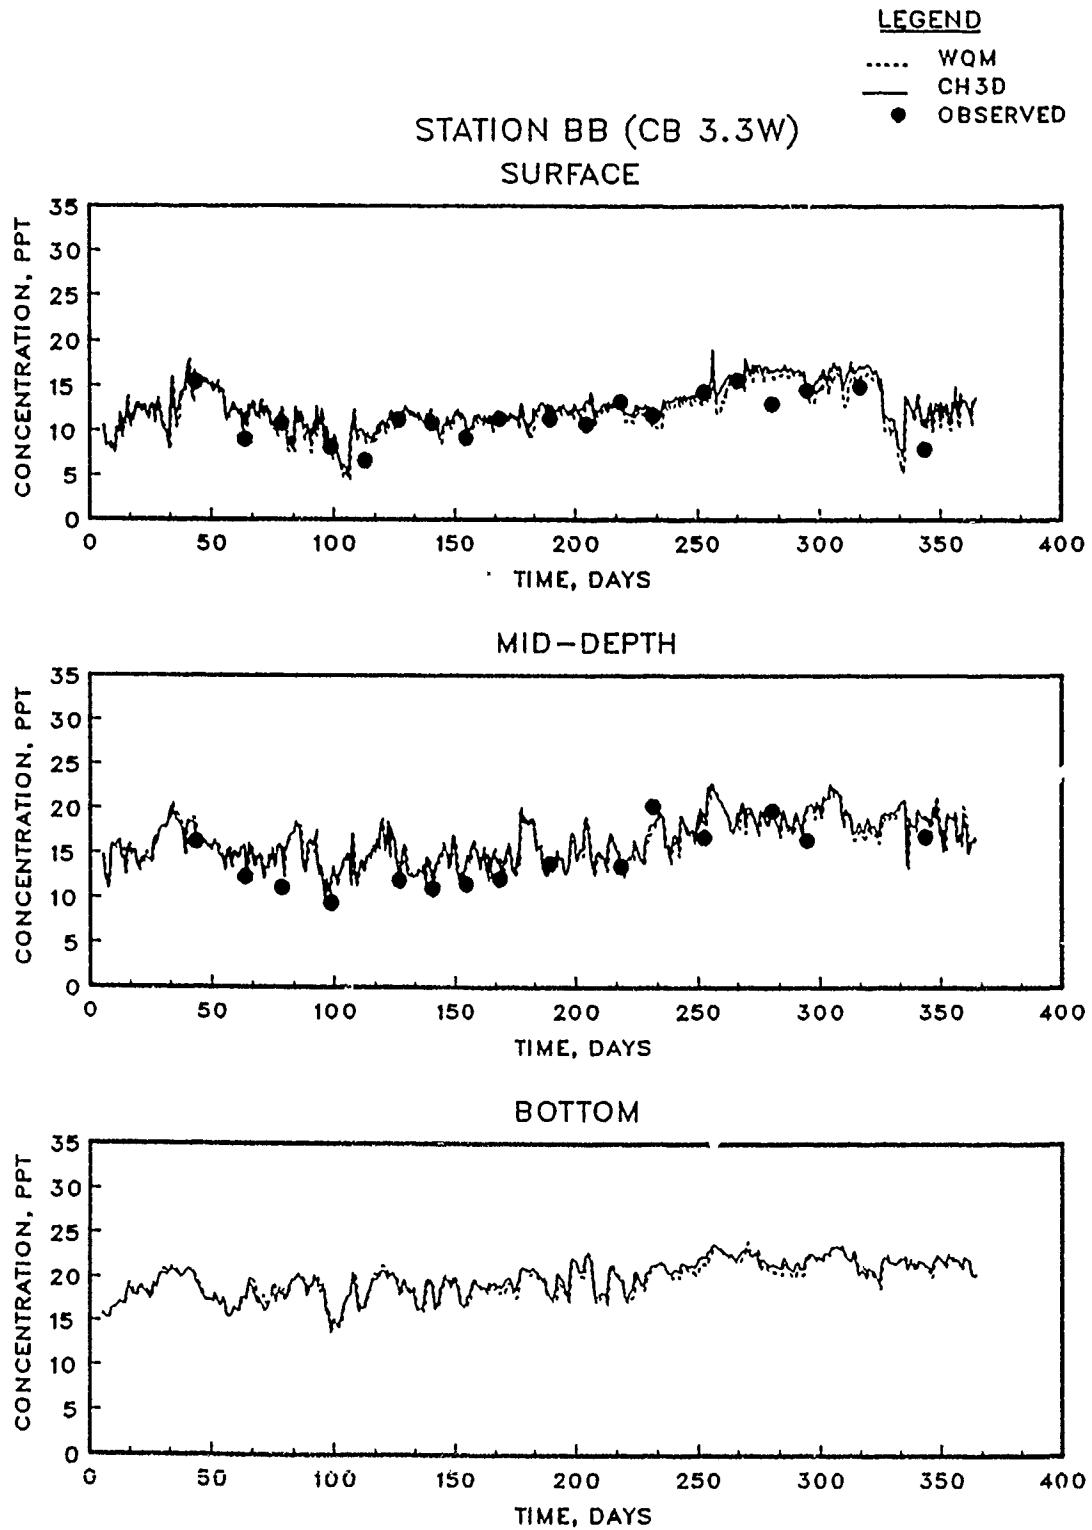 LEGEND
WQM
CH3D
OBSERVED
STATION BB (CB 3.3W)
SURFACE
CONCENTRATION, PPT
35
30
25
20
15
10
5
0
0 50 100 150 200 250 300 350 400
TIME, DAYS
MID-DEPTH
CONCENTRATION, PPT
35
30
25
20
15
10
5
0
0 50 100 150 200 250 300 350 400
TIME, DAYS
BOTTOM
CONCENTRATION, PPT
35
30
25
20
15
10
5
0
0 50 100 150 200 250 300 350 400
TIME, DAYS